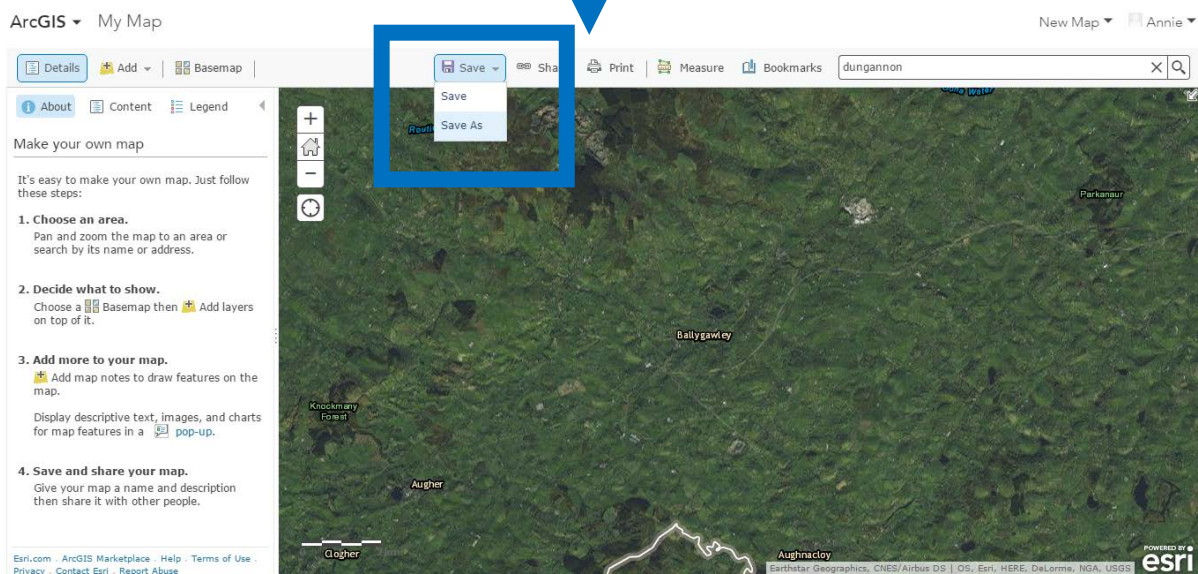 ArcGIS ▾ My Map New Map ▾ Annie ▾
Details Add Basemap Save Print Measure Bookmarks dungannon
About Content Legend
Save
Save As
Make your own map
It's easy to make your own map. Just follow
these steps:
1. Choose an area.
Pan and zoom the map to an area or
search by its name or address.
2. Decide what to show.
Choose a Basemap then Add layers
on top of it.
3. Add more to your map.
Add map notes to draw features on the
map.
Display descriptive text, images, and charts
for map features in a pop-up.
4. Save and share your map.
Give your map a name and description
then share it with other people.
Esri.com . ArcGIS Marketplace . Help . Terms of Use .
Privacy . Contact Esri . Report Abuse
Water
Parkanaur
Ballygawley
Knockmany
Forest
Augher
Clogher
Aughnacloy
Earthstar Geographics, CNES/Airbus DS | OS, Esri, HERE, DeLorme, NGA, USGS
POWERED BY
esri